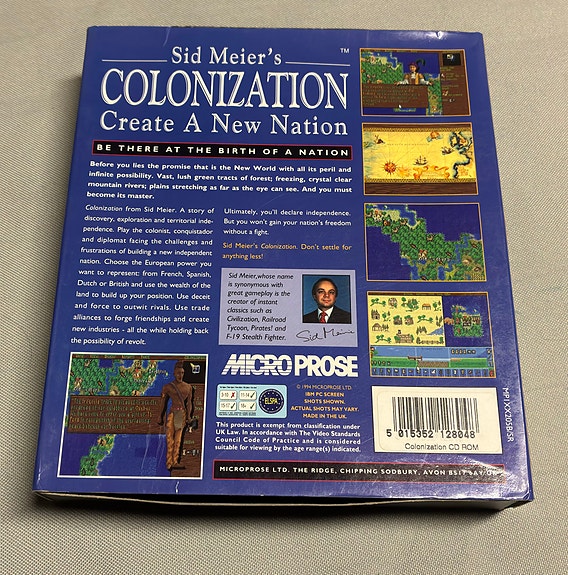 Sid Meier's
™
COLONIZATION
Create A New Nation
BE THERE AT THE BIRTH OF A NATION
Before you lies the promise that is the New World with all its peril and
infinite possibility. Vast, lush green tracts of forest; freezing, crystal clear
mountain rivers; plains stretching as far as the eye can see. And you must
become its master.
Colonization from Sid Meier. A story of
discovery, exploration and territorial inde-
pendence. Play the colonist, conquistador
and diplomat facing the challenges and
frustrations of building a new independent
nation. Choose the European power you
want to represent: from French, Spanish,
Dutch or British and use the wealth of the
land to build up your position. Use deceit
and force to outwit rivals. Use trade
alliances to forge friendships and create
new industries - all the while holding back
the possibility of revolt.
Ultimately, you'll declare independence.
But you won't gain your nation's freedom
without a fight.
Sid Meier's Colonization. Don't settle for
anything less!
Sid Meier, whose name
is synonymous with
great gameplay is the
creator of instant
classics such as
Civilization, Railroad
Tycoon, Pirates! and
F-19 Stealth Fighter.
Sid Meier
MICROPROSE
3-10 11-14
15-17 18+
ELSPA
© 1994 MICROPROSE LTD.
IBM PC SCREEN
SHOTS SHOWN.
ACTUAL SHOTS MAY VARY.
MADE IN THE UK.
This product is exempt from classification under
UK Law. In accordance with The Video Standards
Council Code of Practice and is considered
suitable for viewing by the age range(s) indicated.
5 015352 128048
Colonization CD ROM
MICROPROSE LTD. THE RIDGE, CHIPPING SODBURY, AVON BS17 6AY/UK